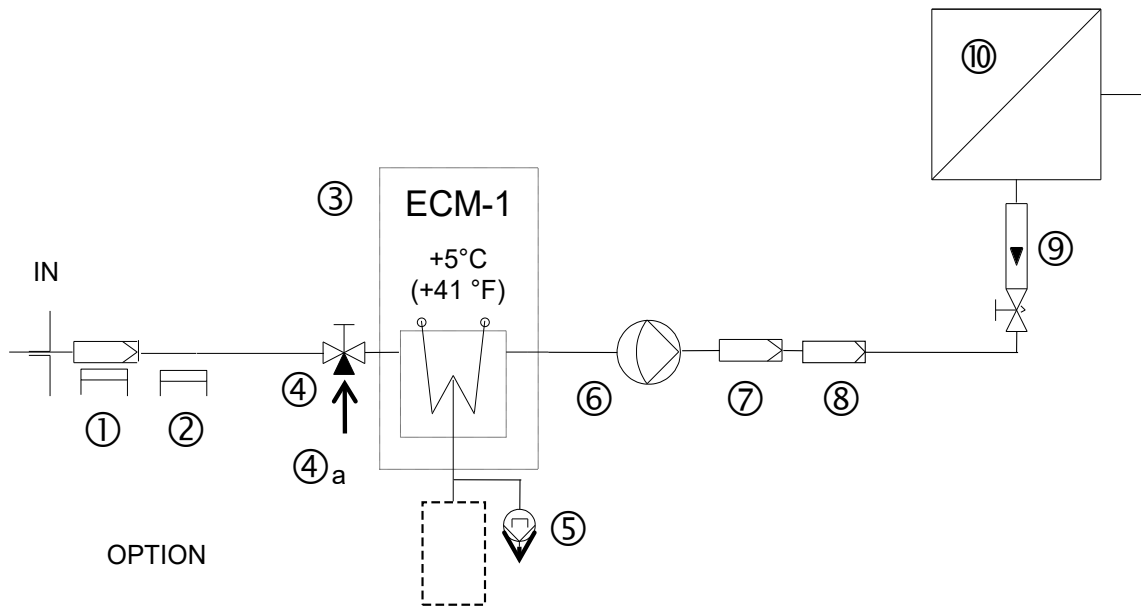 ⑩
③
ECM-1
+5°C
(+41 °F)
⑨
IN
④
⑥
⑦
⑧
①
②
④a
⑤
OPTION